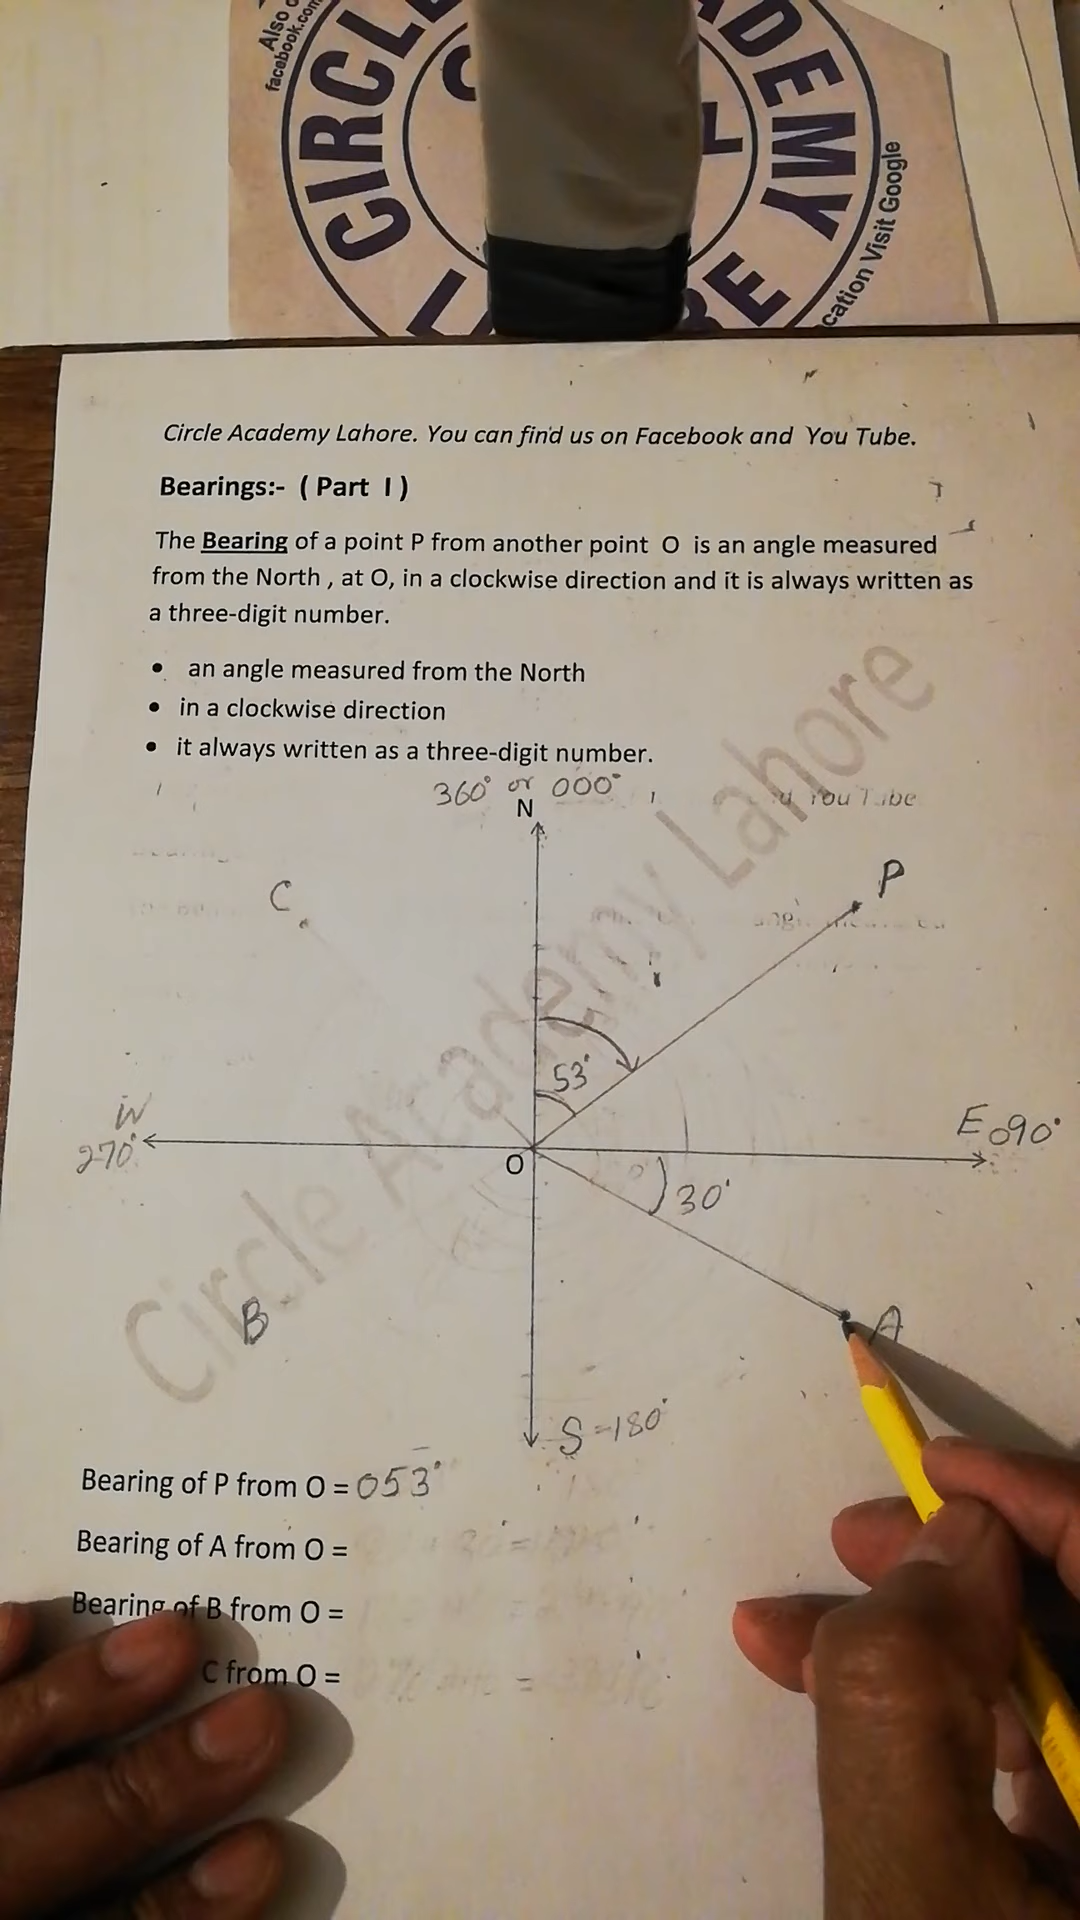 Also
facebook.com
CIRCLE ADEMY
cation Visit Google
Circle Academy Lahore. You can find us on Facebook and You Tube.
Bearings:- ( Part I )
The Bearing of a point P from another point O is an angle measured
from the North , at O, in a clockwise direction and it is always written as
a three-digit number.
• an angle measured from the North
• in a clockwise direction
• it always written as a three-digit number.
360° or 000°
N
You Tube
C
P
53°
W
270°
E 090°
O
30°
B
A
S =180°
Circle Academy Lahore
Bearing of P from O = 053°
Bearing of A from O =
Bearing of B from O =
C from O =